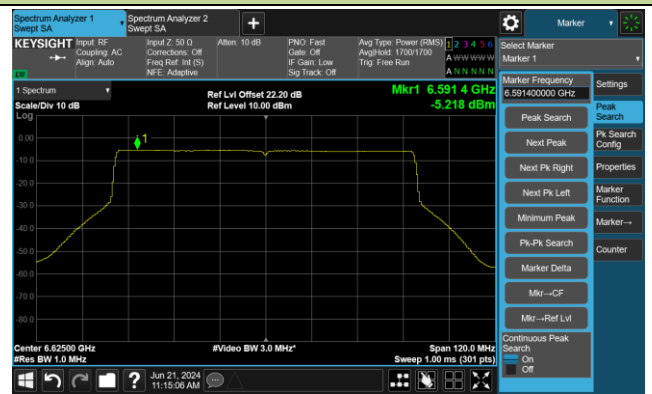 Spectrum Analyzer 1
Swept SA
Spectrum Analyzer 2
Swept SA
+
Marker
KEYSIGHT
Input: RF
Coupling: AC
Align: Auto
Input Z: 50 Ω
Corrections: Off
Freq Ref: Int (S)
NFE: Adaptive
Atten: 10 dB
PNO: Fast
Gate: Off
IF Gain: Low
Sig Track: Off
Avg Type: Power (RMS)
Avg|Hold: 1700/1700
Trig: Free Run
1 2 3 4 5 6
A W W W W W
A N N N N N
LXI
Select Marker
Marker 1
1 Spectrum
Scale/Div 10 dB
Log
Ref Lvl Offset 22.20 dB
Ref Level 10.00 dBm
Mkr1 6.591 4 GHz
-5.218 dBm
1
0.00
-10.0
-20.0
-30.0
-40.0
-50.0
-60.0
-70.0
-80.0
Center 6.62500 GHz
#Res BW 1.0 MHz
#Video BW 3.0 MHz*
Span 120.0 MHz
Sweep 1.00 ms (301 pts)
Marker Frequency
6.591400000 GHz
Peak Search
Next Peak
Next Pk Right
Next Pk Left
Minimum Peak
Pk-Pk Search
Marker Delta
Mkr→CF
Mkr→Ref Lvl
Continuous Peak
Search
On
Off
Settings
Peak
Search
Pk Search
Config
Properties
Marker
Function
Marker→
Counter
?
Jun 21, 2024
11:15:06 AM